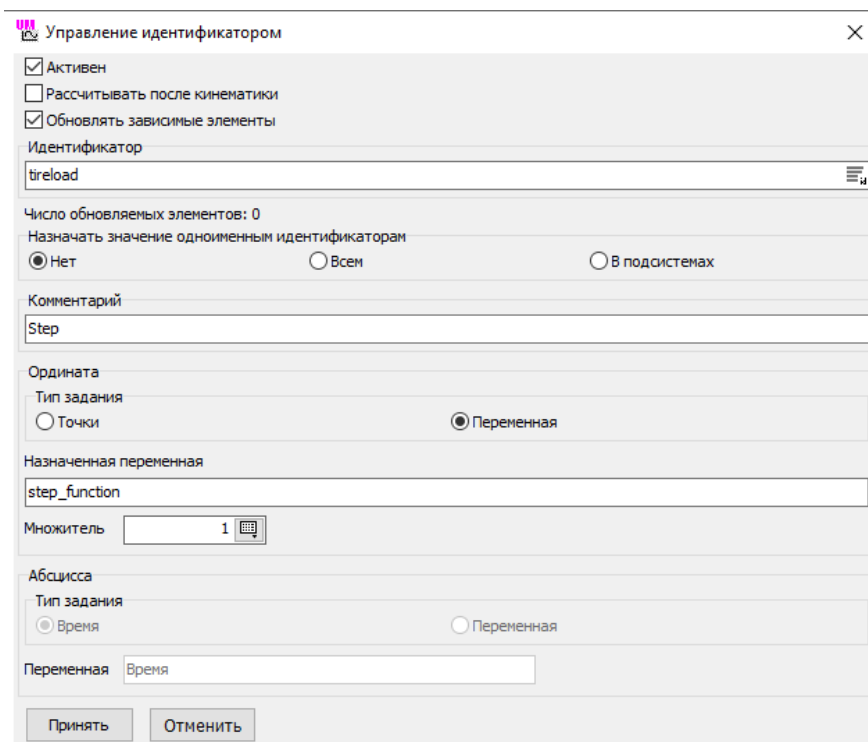 UM Управление идентификатором
Активен
Рассчитывать после кинематики
Обновлять зависимые элементы
Идентификатор
tireload
Число обновляемых элементов: 0
Назначать значение одноименным идентификаторам
Нет Всем В подсистемах
Комментарий
Step
Ордината
Тип задания
Точки Переменная
Назначенная переменная
step_function
Множитель 1
Абсцисса
Тип задания
Время Переменная
Переменная Время
Принять Отменить